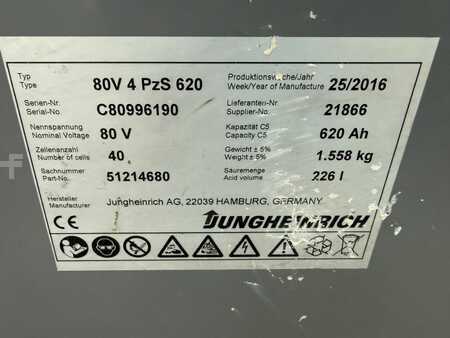 Typ
Type
80V 4 PzS 620
Produktionswoche/Jahr
Week/Year of Manufacture
25/2016
Serien-Nr.
Serial-No.
C80996190
Lieferanten-Nr.
Supplier-No.
21866
Nennspannung
Nominal Voltage
80 V
Kapazität C5
Capacity C5
620 Ah
Zellenanzahl
Number of cells
40
Gewicht ± 5%
Weight ± 5%
1.558 kg
Sachnummer
Part-No.
51214680
Säuremenge
Acid volume
226 l
Hersteller
Manufacturer
Jungheinrich AG, 22039 HAMBURG, GERMANY
CE
JUNGHEINRICH